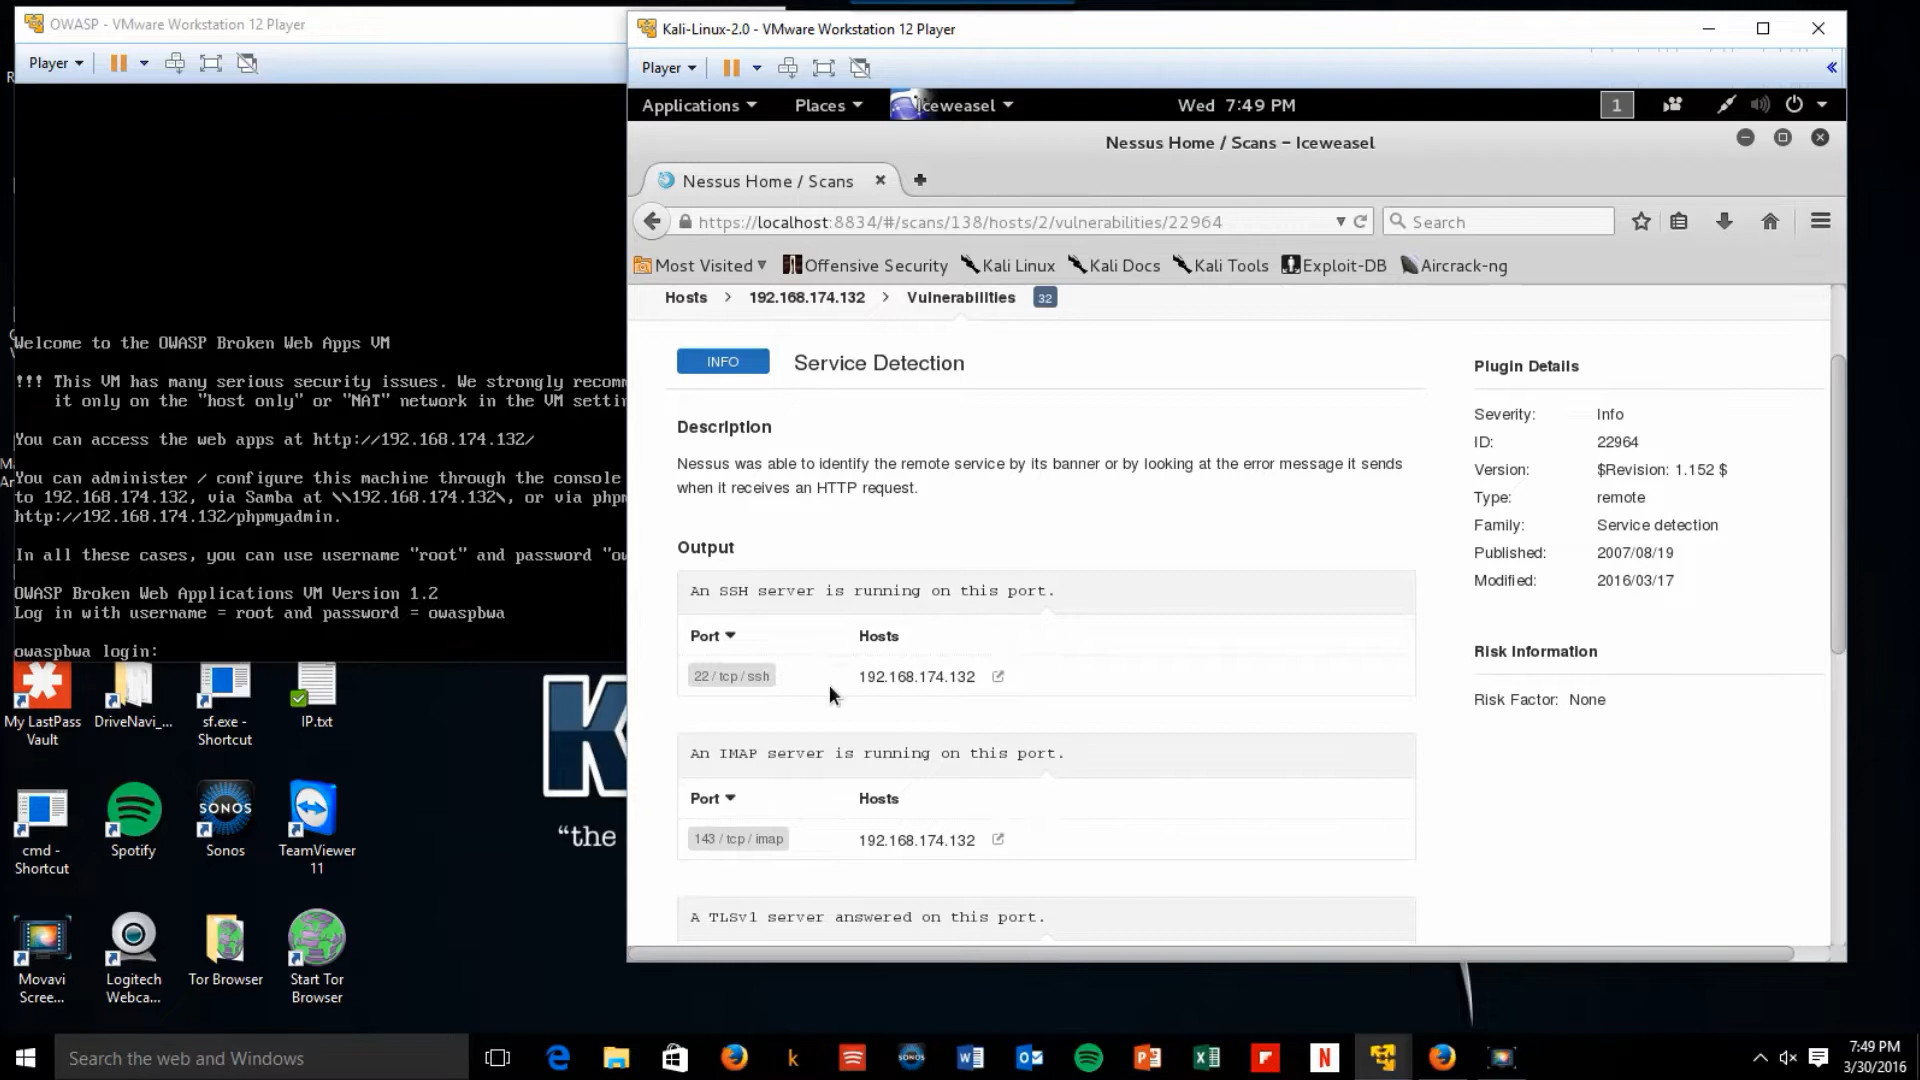 OWASP - VMware Workstation 12 Player
Player
Welcome to the OWASP Broken Web Apps VM
!!! This VM has many serious security issues. We strongly recom
it only on the "host only" or "NAT" network in the VM setti
You can access the web apps at http://192.168.174.132/
You can administer / configure this machine through the console
to 192.168.174.132, via Samba at \\192.168.174.132\, or via php
http://192.168.174.132/phpmyadmin.
In all these cases, you can use username "root" and password "ow
OWASP Broken Web Applications VM Version 1.2
Log in with username = root and password = owaspbwa
owaspbwa login:
Kali-Linux-2.0 - VMware Workstation 12 Player
Player
Applications
Places
Iceweasel
Wed 7:49 PM
1
Nessus Home / Scans - Iceweasel
Nessus Home / Scans
https://localhost:8834/#/scans/138/hosts/2/vulnerabilities/22964
Search
Most Visited
Offensive Security
Kali Linux
Kali Docs
Kali Tools
Exploit-DB
Aircrack-ng
Hosts > 192.168.174.132 > Vulnerabilities 32
INFO Service Detection
Description
Nessus was able to identify the remote service by its banner or by looking at the error message it sends
when it receives an HTTP request.
Output
An SSH server is running on this port.
Port Hosts
22 / tcp / ssh 192.168.174.132
An IMAP server is running on this port.
Port Hosts
143 / tcp / imap 192.168.174.132
A TLSv1 server answered on this port.
Plugin Details
Severity: Info
ID: 22964
Version: $Revision: 1.152 $
Type: remote
Family: Service detection
Published: 2007/08/19
Modified: 2016/03/17
Risk Information
Risk Factor: None
My LastPass
Vault
DriveNavi_...
sf.exe -
Shortcut
IP.txt
cmd -
Shortcut
Spotify
SONOS
Sonos
TeamViewer
11
Movavi
Scree...
Logitech
Webca...
Tor Browser
Start Tor
Browser
"the
Search the web and Windows
7:49 PM
3/30/2016